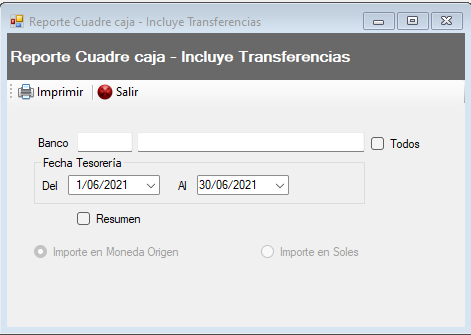 Reporte Cuadre caja - Incluye Transferencias
Reporte Cuadre caja - Incluye Transferencias
Imprimir Salir
Banco Todos
Fecha Tesorería
Del 1/06/2021 Al 30/06/2021
Resumen
Importe en Moneda Origen Importe en Soles